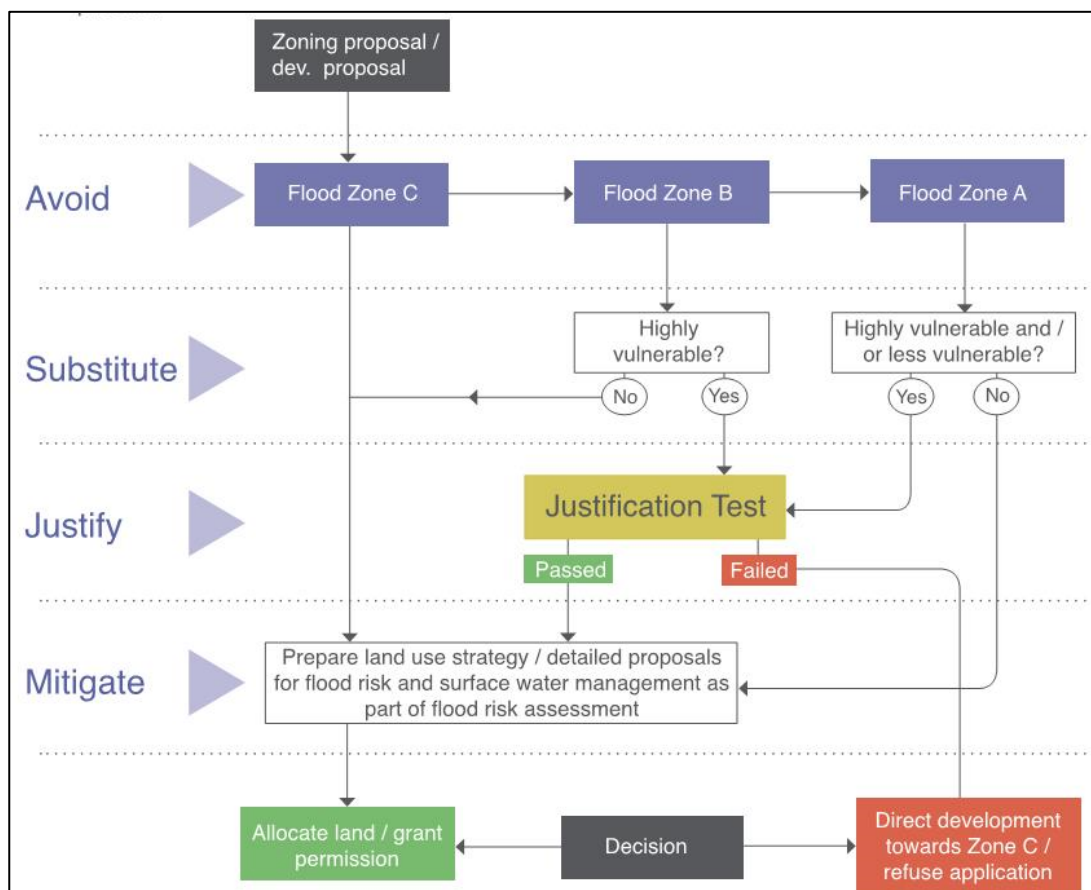 Zoning proposal /
dev. proposal
Avoid
Flood Zone C
Flood Zone B
Flood Zone A
Substitute
Highly
vulnerable?
Highly vulnerable and /
or less vulnerable?
No
Yes
Yes
No
Justify
Justification Test
Passed
Failed
Mitigate
Prepare land use strategy / detailed proposals
for flood risk and surface water management as
part of flood risk assessment
Allocate land / grant
permission
Decision
Direct development
towards Zone C /
refuse application